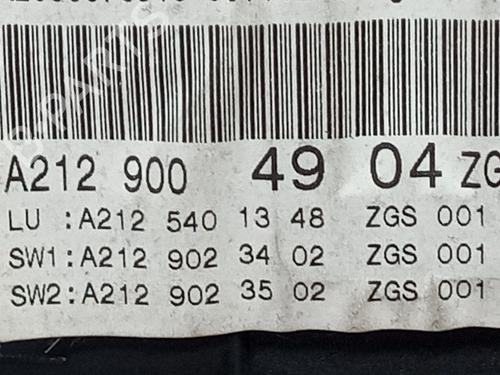 A212 900 49 04 ZG
LU :A212 540 13 48 ZGS 001
SW1:A212 902 34 02 ZGS 001
SW2:A212 902 35 02 ZGS 001